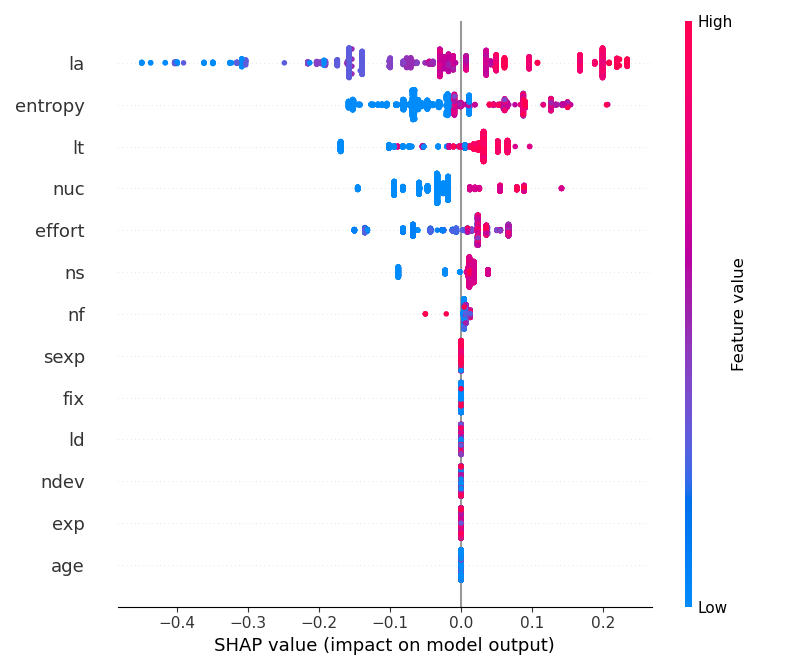 High
la
entropy
lt
nuc
effort
ns
nf
sexp
fix
ld
ndev
exp
age
Feature value
Low
−0.4 −0.3 −0.2 −0.1 0.0 0.1 0.2
SHAP value (impact on model output)